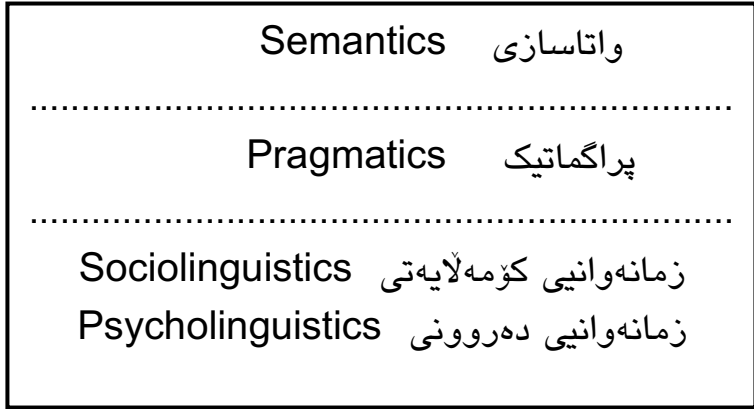 واتاسازی Semantics
................................................................
پراگماتیک Pragmatics
................................................................
زمانەوانیی کۆمەڵایەتی Sociolinguistics
زمانەوانیی دەروونی Psycholinguistics